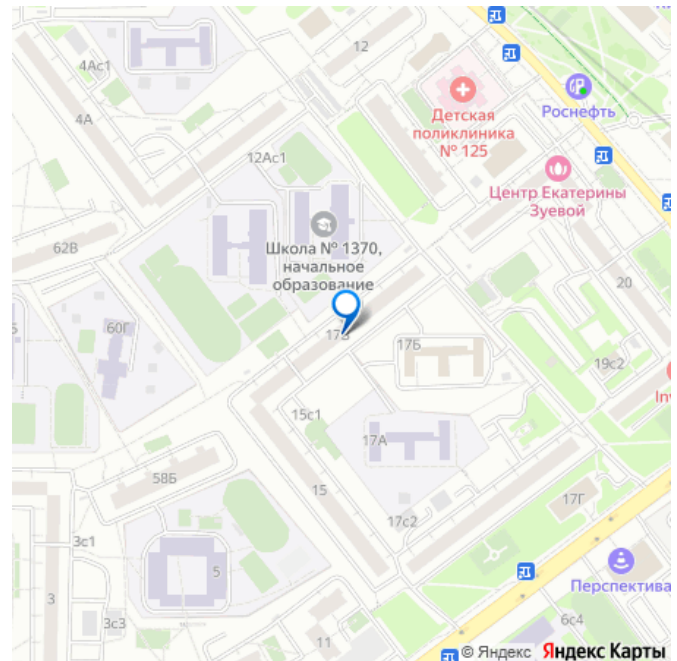 4Ас1
12
4А
Роснефть
Детская
поликлиника
№ 125
12Ас1
Центр Екатерины
Зуевой
Школа № 1370,
начальное
образование
62В
20
60Г
17Б
19с2
15с1
17А
58Б
15
17Г
17с2
3с1
5
Перспектива
3
3с3
6с4
11
© Яндекс Яндекс Карты